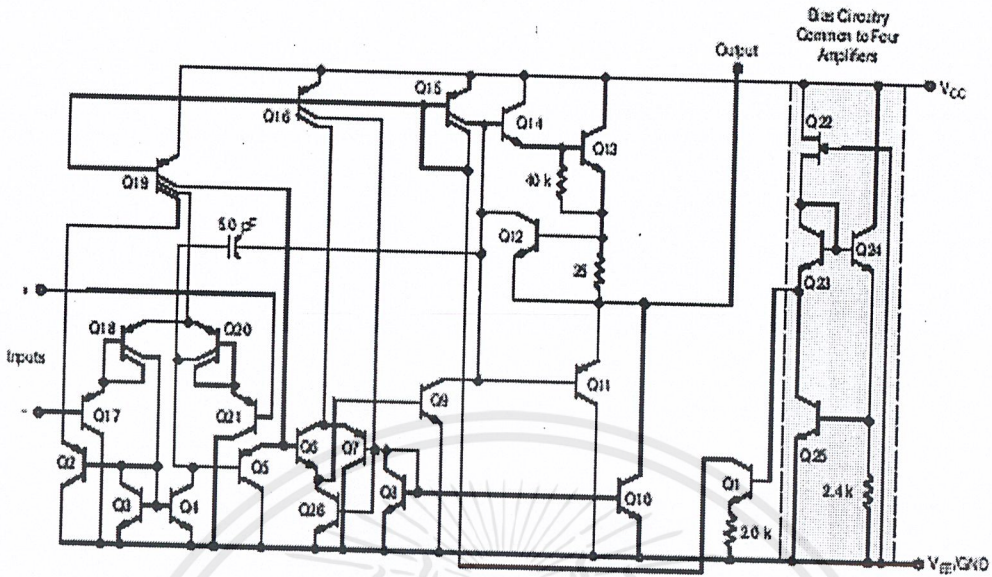 Bias Circuitry
Common to Four
Amplifiers
Output
VCC
Q22
Q15
Q16
Q14
Q13
Q19
40 k
5.0 pF
Q12
Q24
25
Q23
+
Q18
Q20
Inputs
Q11
Q9
-
Q17
Q21
Q6
Q7
Q25
Q2
Q5
Q1
Q3
Q4
Q26
Q8
Q10
2.4 k
2.0 k
VEE/GND